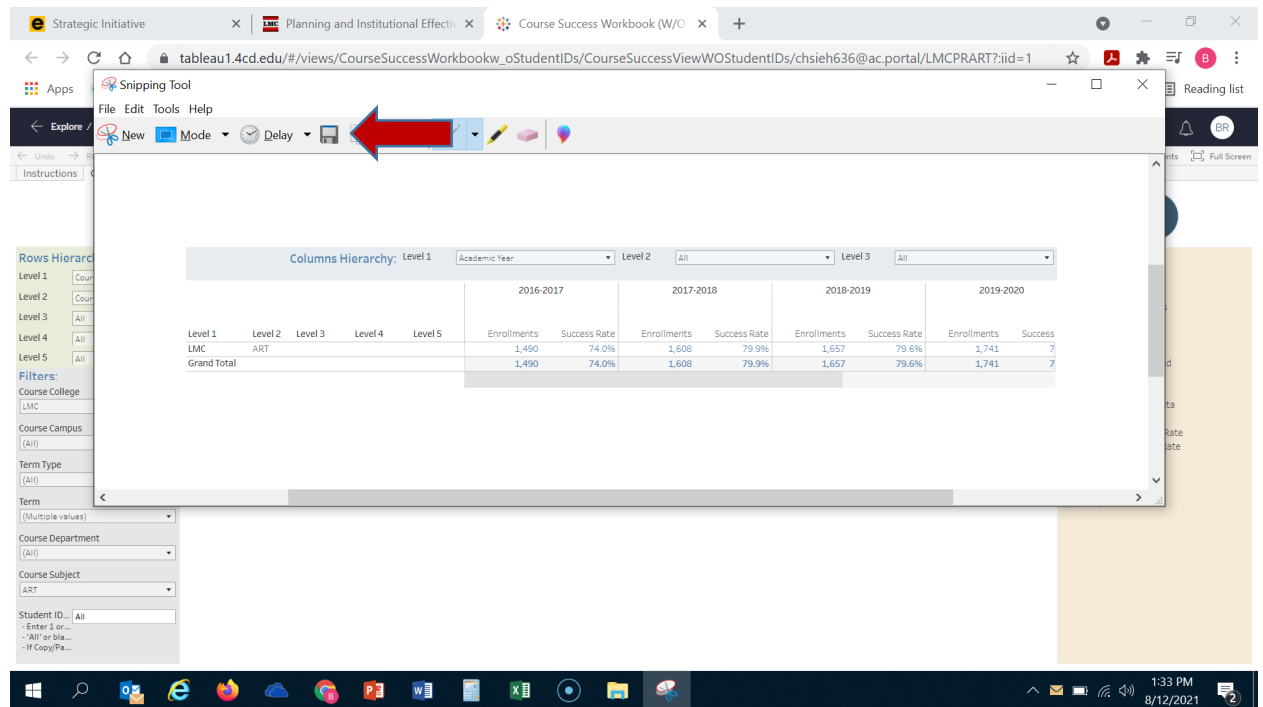 Strategic Initiative
Planning and Institutional Effectiv
Course Success Workbook (W/O
tableau1.4cd.edu/#/views/CourseSuccessWorkbookw_oStudentIDs/CourseSuccessViewWOStudentIDs/chsieh636@ac.portal/LMCPRART?:iid=1
B
Apps
Reading list
Snipping Tool
File Edit Tools Help
New Mode Delay
Explore /
BR
Undo
Full Screen
Instructions
Rows Hierarc
Level 1
Cour
Level 2
Cour
Level 3
All
Level 4
All
Level 5
All
Filters:
Course College
LMC
Course Campus
(All)
Term Type
(All)
Term
(Multiple values)
Course Department
(All)
Course Subject
ART
Student ID... All
- Enter 1 or...
- 'All' or bla...
- If Copy/Pa...
Columns Hierarchy: Level 1 Academic Year Level 2 All Level 3 All
2016-2017 2017-2018 2018-2019 2019-2020
Level 1 Level 2 Level 3 Level 4 Level 5 Enrollments Success Rate Enrollments Success Rate Enrollments Success Rate Enrollments Success
LMC ART 1,490 74.0% 1,608 79.9% 1,657 79.6% 1,741 7
Grand Total 1,490 74.0% 1,608 79.9% 1,657 79.6% 1,741 7
1:33 PM
8/12/2021
2